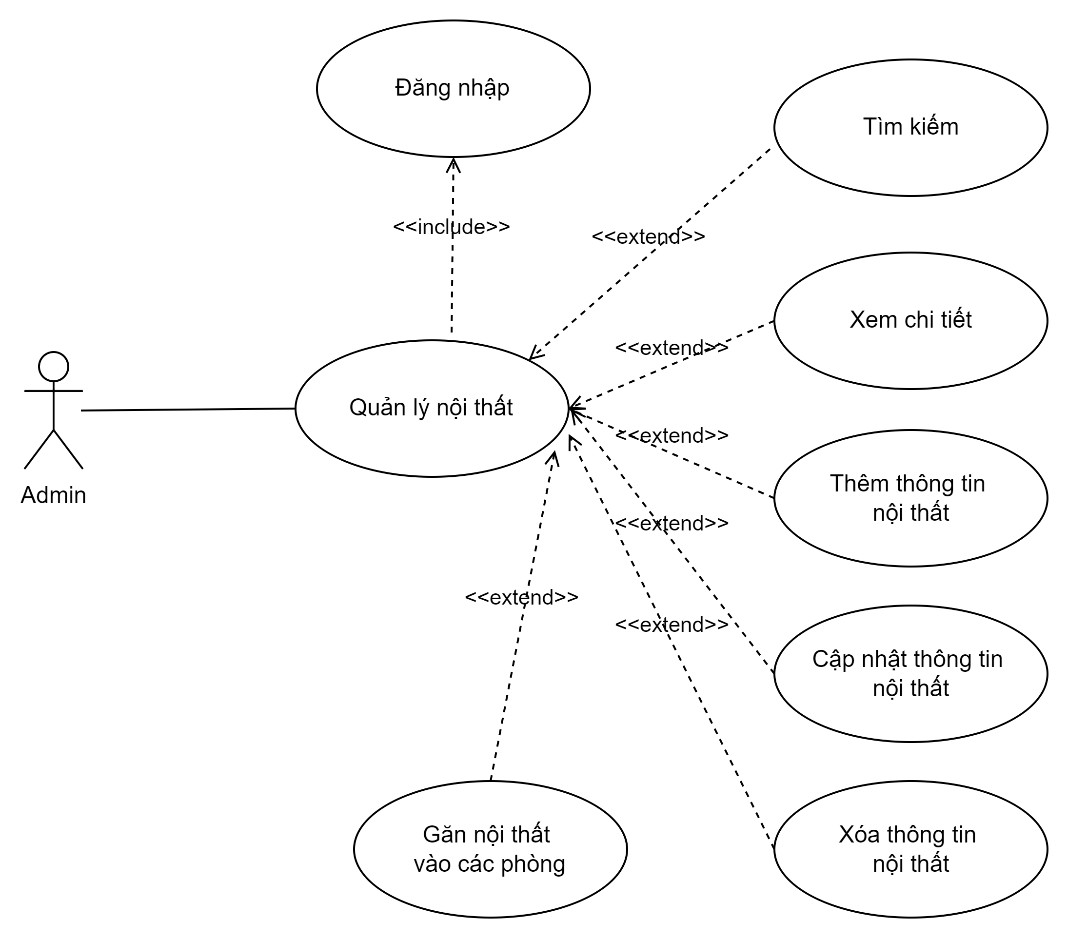 Đăng nhập
Tìm kiếm
<<include>>
<<extend>>
Xem chi tiết
<<extend>>
Quản lý nội thất
<<extend>>
Admin
Thêm thông tin
nội thất
<<extend>>
<<extend>>
<<extend>>
Cập nhật thông tin
nội thất
Găn nội thất
vào các phòng
Xóa thông tin
nội thất